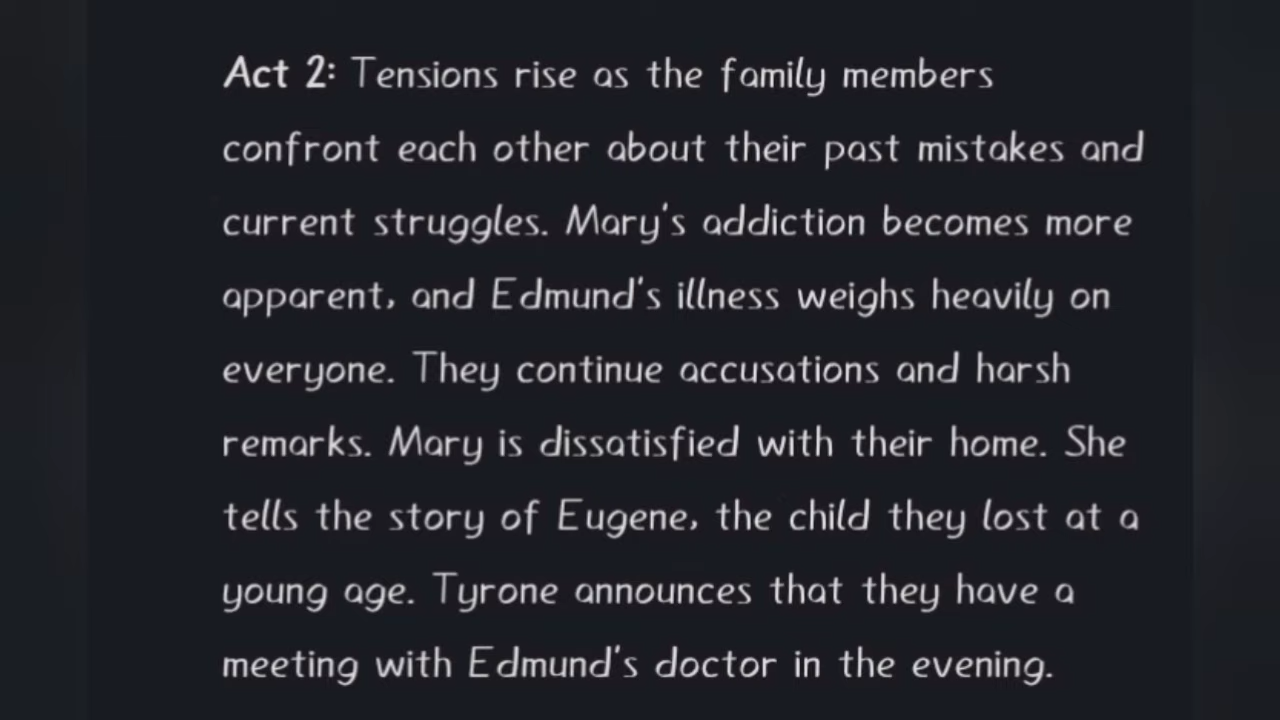 Act 2: Tensions rise as the family members
confront each other about their past mistakes and
current struggles. Mary's addiction becomes more
apparent, and Edmund's illness weighs heavily on
everyone. They continue accusations and harsh
remarks. Mary is dissatisfied with their home. She
tells the story of Eugene, the child they lost at a
young age. Tyrone announces that they have a
meeting with Edmund's doctor in the evening.